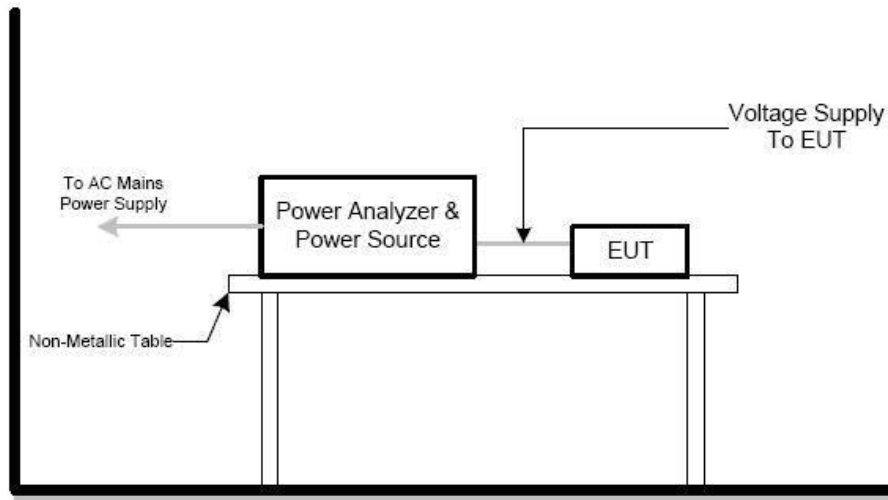 Voltage Supply
To EUT
To AC Mains
Power Supply
Power Analyzer &
Power Source
EUT
Non-Metallic Table